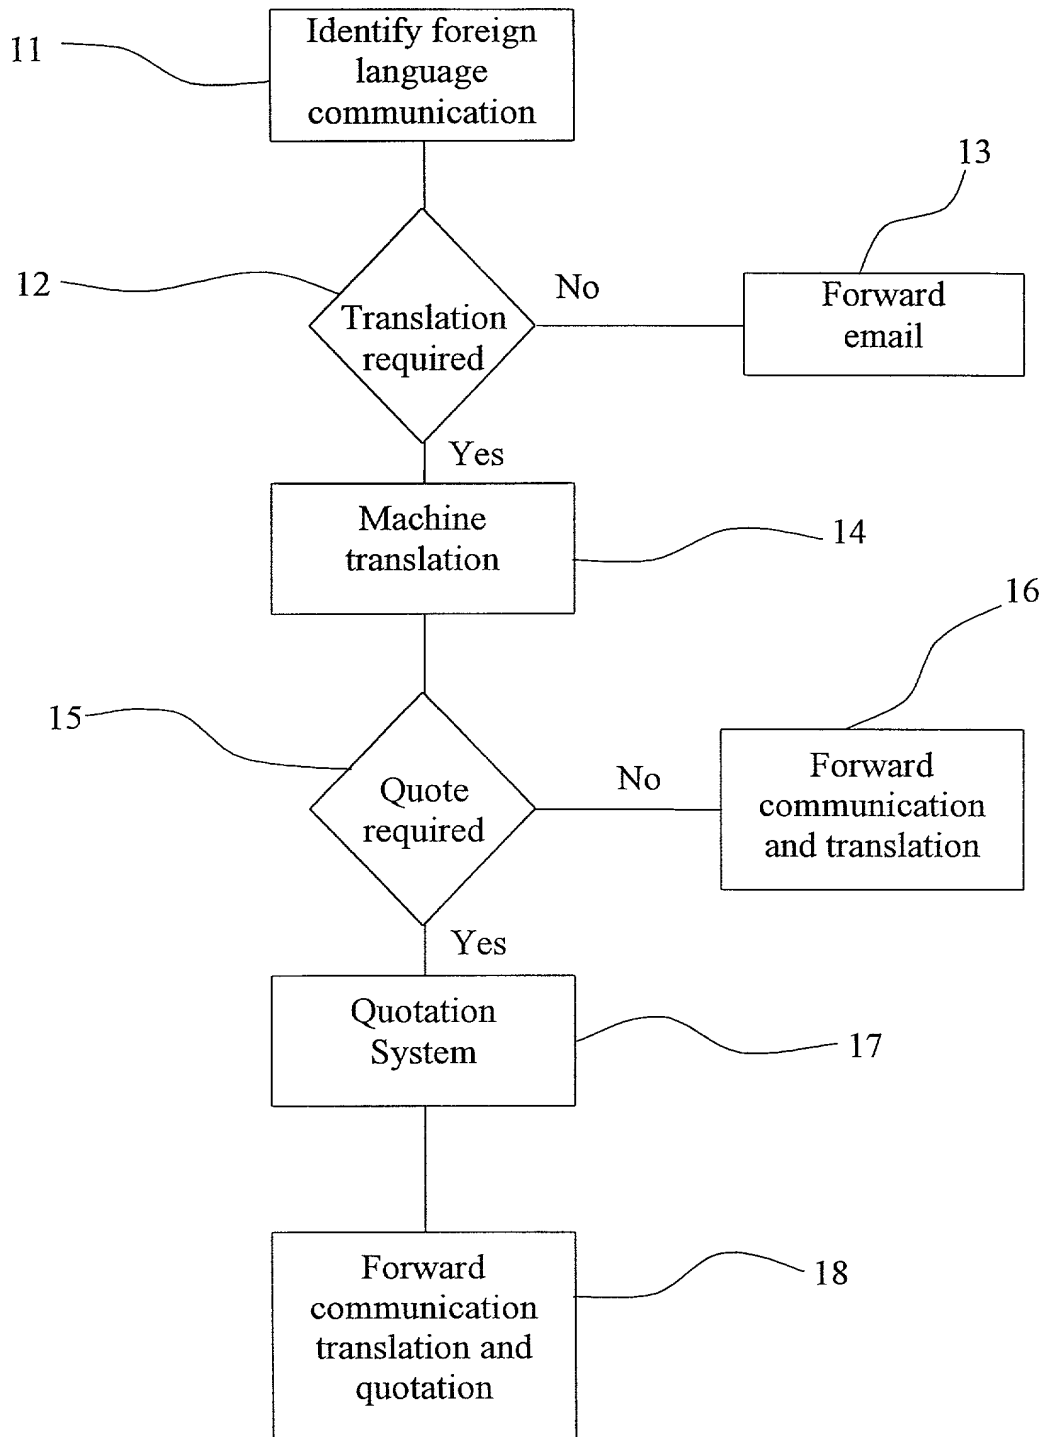 Identify foreign
language
communication
11
13
12
Translation
required
No
Forward
email
Yes
Machine
translation
14
16
15
Quote
required
No
Forward
communication
and translation
Yes
Quotation
System
17
Forward
communication
translation and
quotation
18